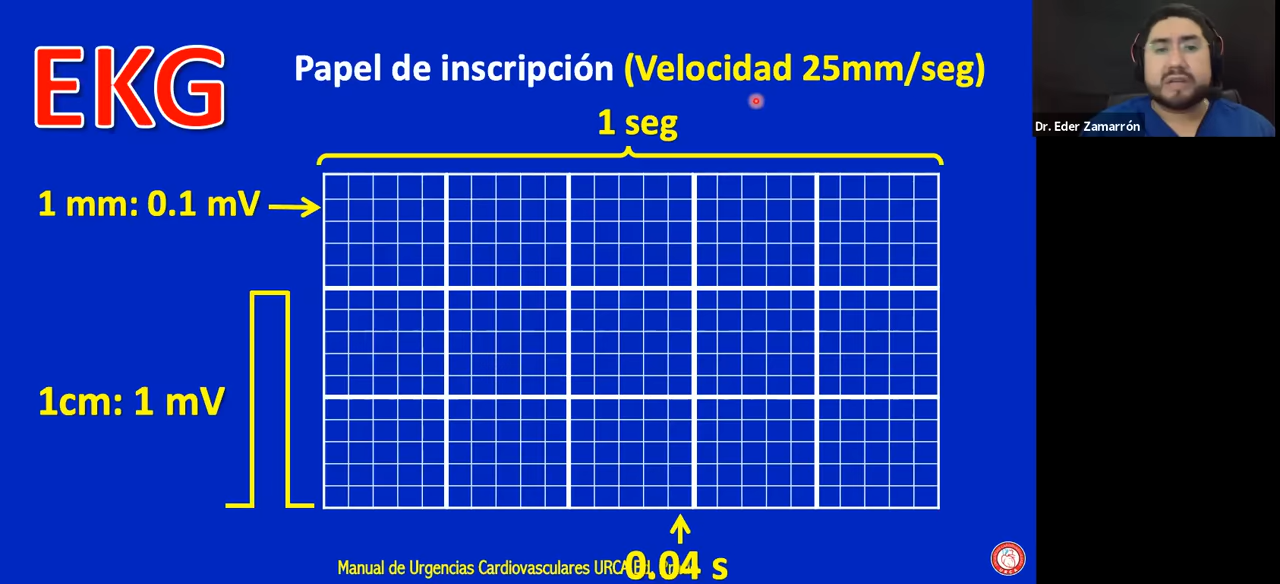 EKG
Papel de inscripción (Velocidad 25mm/seg)
1 seg
1 mm: 0.1 mV
1cm: 1 mV
0.04 s
Manual de Urgencias Cardiovasculares URCA
Dr. Eder Zamarrón